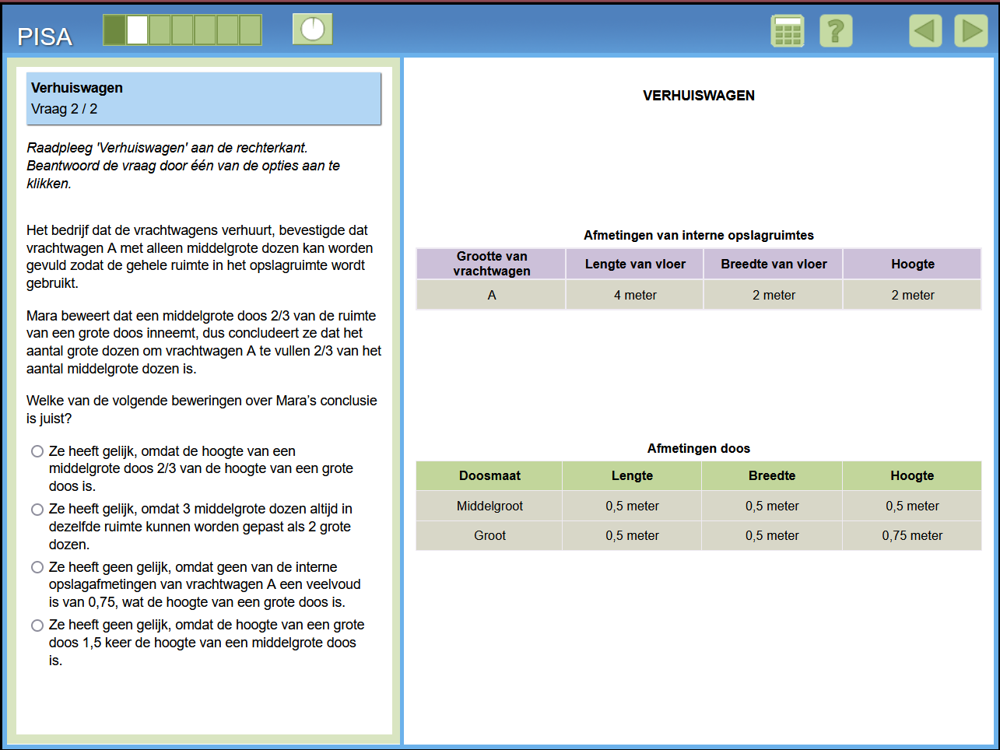 PISA
Verhuiswagen
Vraag 2 / 2
Raadpleeg 'Verhuiswagen' aan de rechterkant.
Beantwoord de vraag door één van de opties aan te
klikken.
Het bedrijf dat de vrachtwagens verhuurt, bevestigde dat
vrachtwagen A met alleen middelgrote dozen kan worden
gevuld zodat de gehele ruimte in het opslagruimte wordt
gebruikt.
Mara beweert dat een middelgrote doos 2/3 van de ruimte
van een grote doos inneemt, dus concludeert ze dat het
aantal grote dozen om vrachtwagen A te vullen 2/3 van het
aantal middelgrote dozen is.
Welke van de volgende beweringen over Mara’s conclusie
is juist?
Ze heeft gelijk, omdat de hoogte van een
middelgrote doos 2/3 van de hoogte van een grote
doos is.
Ze heeft gelijk, omdat 3 middelgrote dozen altijd in
dezelfde ruimte kunnen worden gepast als 2 grote
dozen.
Ze heeft geen gelijk, omdat geen van de interne
opslagafmetingen van vrachtwagen A een veelvoud
is van 0,75, wat de hoogte van een grote doos is.
Ze heeft geen gelijk, omdat de hoogte van een grote
doos 1,5 keer de hoogte van een middelgrote doos
is.
VERHUISWAGEN
Afmetingen van interne opslagruimtes
Grootte van
vrachtwagen Lengte van vloer Breedte van vloer Hoogte
A 4 meter 2 meter 2 meter
Afmetingen doos
Doosmaat Lengte Breedte Hoogte
Middelgroot 0,5 meter 0,5 meter 0,5 meter
Groot 0,5 meter 0,5 meter 0,75 meter